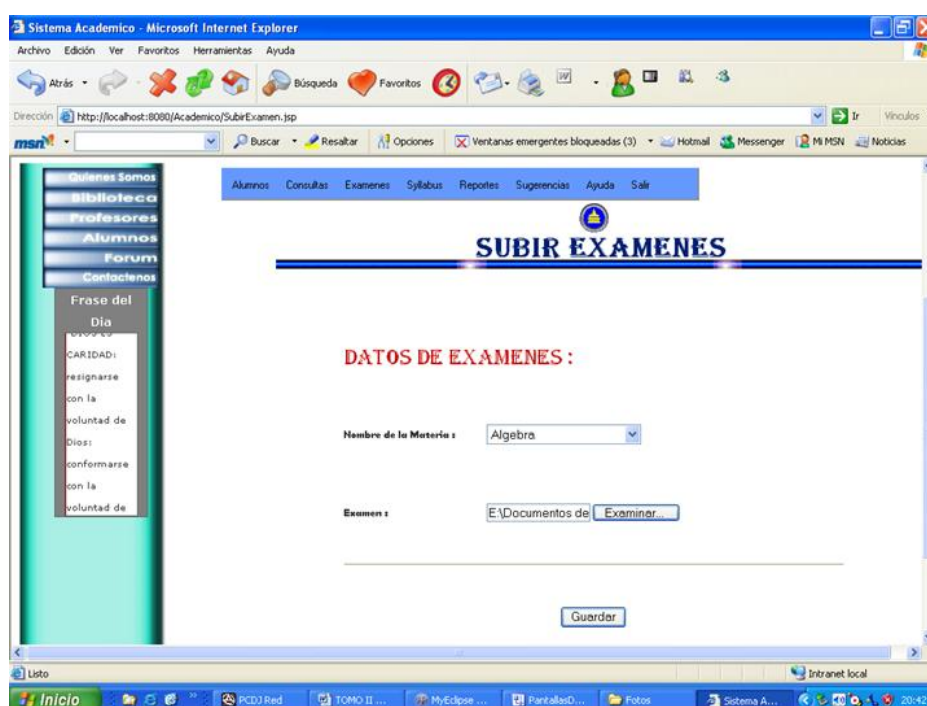 Sistema Academico - Microsoft Internet Explorer
Archivo Edición Ver Favoritos Herramientas Ayuda
Atrás Búsqueda Favoritos
Dirección http://localhost:8080/Academico/SubirExamen.jsp Ir Vínculos
msn Buscar Resaltar Opciones Ventanas emergentes bloqueadas (3) Hotmail Messenger Mi MSN Noticias
Quienes Somos
Biblioteca
Profesores
Alumnos
Forum
Contactenos
Frase del
Dia
DIOS ES
CARIDAD:
resignarse
con la
voluntad de
Dios:
conformarse
con la
voluntad de
Alumnos Consultas Examenes Syllabus Reportes Sugerencias Ayuda Salir
SUBIR EXAMENES
DATOS DE EXAMENES :
Nombre de la Materia : Algebra
Examen : E:\Documentos de Examinar...
Guardar
Listo Intranet local
Inicio PCDJ Red TOMO II ... MyEclipse ... PantallasD... Fotos Sistema A... 20:42